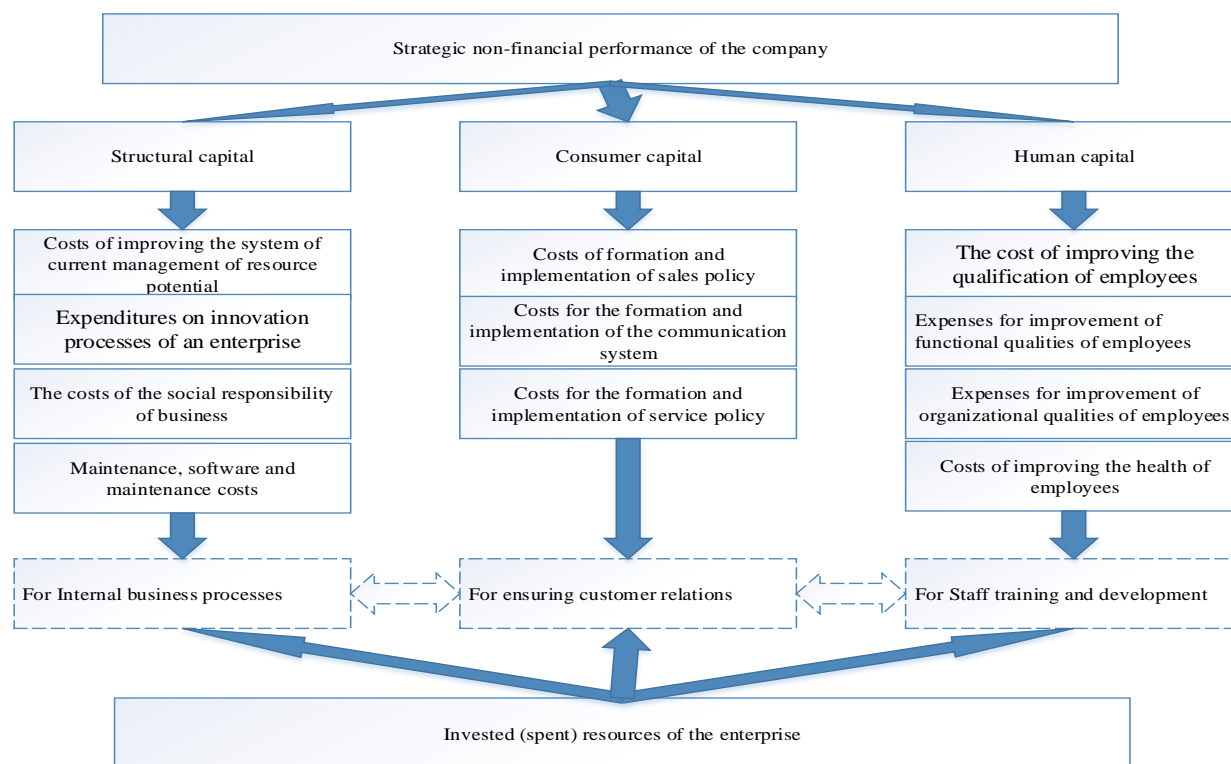 Strategic non-financial performance of the company
Structural capital
Consumer capital
Human capital
Costs of improving the system of
current management of resource
potential
Expenditures on innovation
processes of an enterprise
The costs of the social responsibility
of business
Maintenance, software and
maintenance costs
Costs of formation and
implementation of sales policy
Costs for the formation and
implementation of the communication
system
Costs for the formation and
implementation of service policy
The cost of improving the
qualification of employees
Expenses for improvement of
functional qualities of employees
Expenses for improvement of
organizational qualities of employees
Costs of improving the health of
employees
For Internal business processes
For ensuring customer relations
For Staff training and development
Invested (spent) resources of the enterprise